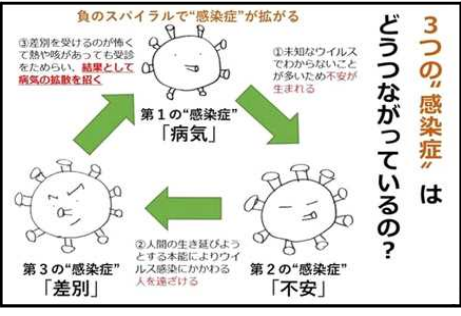 3つの〝感染症〟は
どうつながっているの？
負のスパイラルで“感染症”が拡がる
第1の“感染症”
「病気」
①未知なウイルス
でわからないこと
が多いため不安が
生まれる
第2の“感染症”
「不安」
②人間の生き延びよう
とする本能によりウイ
ルス感染にかかわる
人を遠ざける
第3の“感染症”
「差別」
③差別を受けるのが怖く
て熱や咳があっても受診
をためらい、結果として
病気の拡散を招く